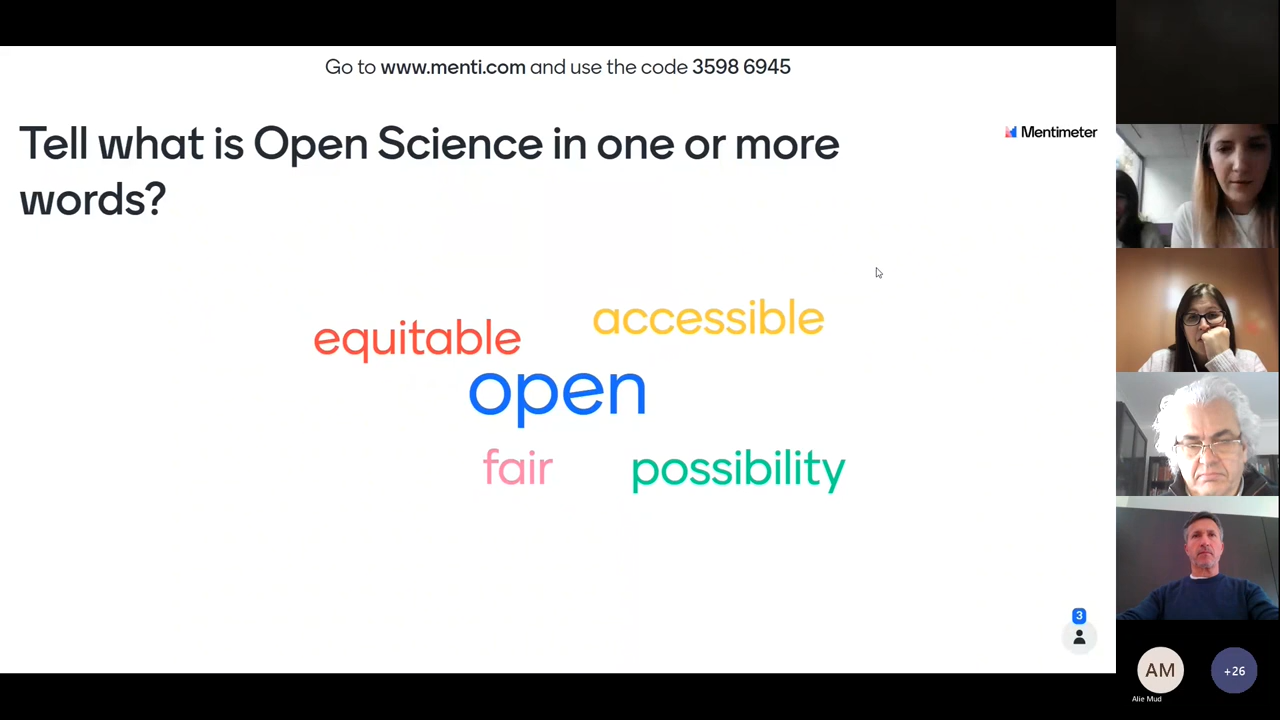 Go to www.menti.com and use the code 3598 6945
Tell what is Open Science in one or more
words?
Mentimeter
equitable
accessible
open
fair
possibility
3
AM
+26
Alie Mud